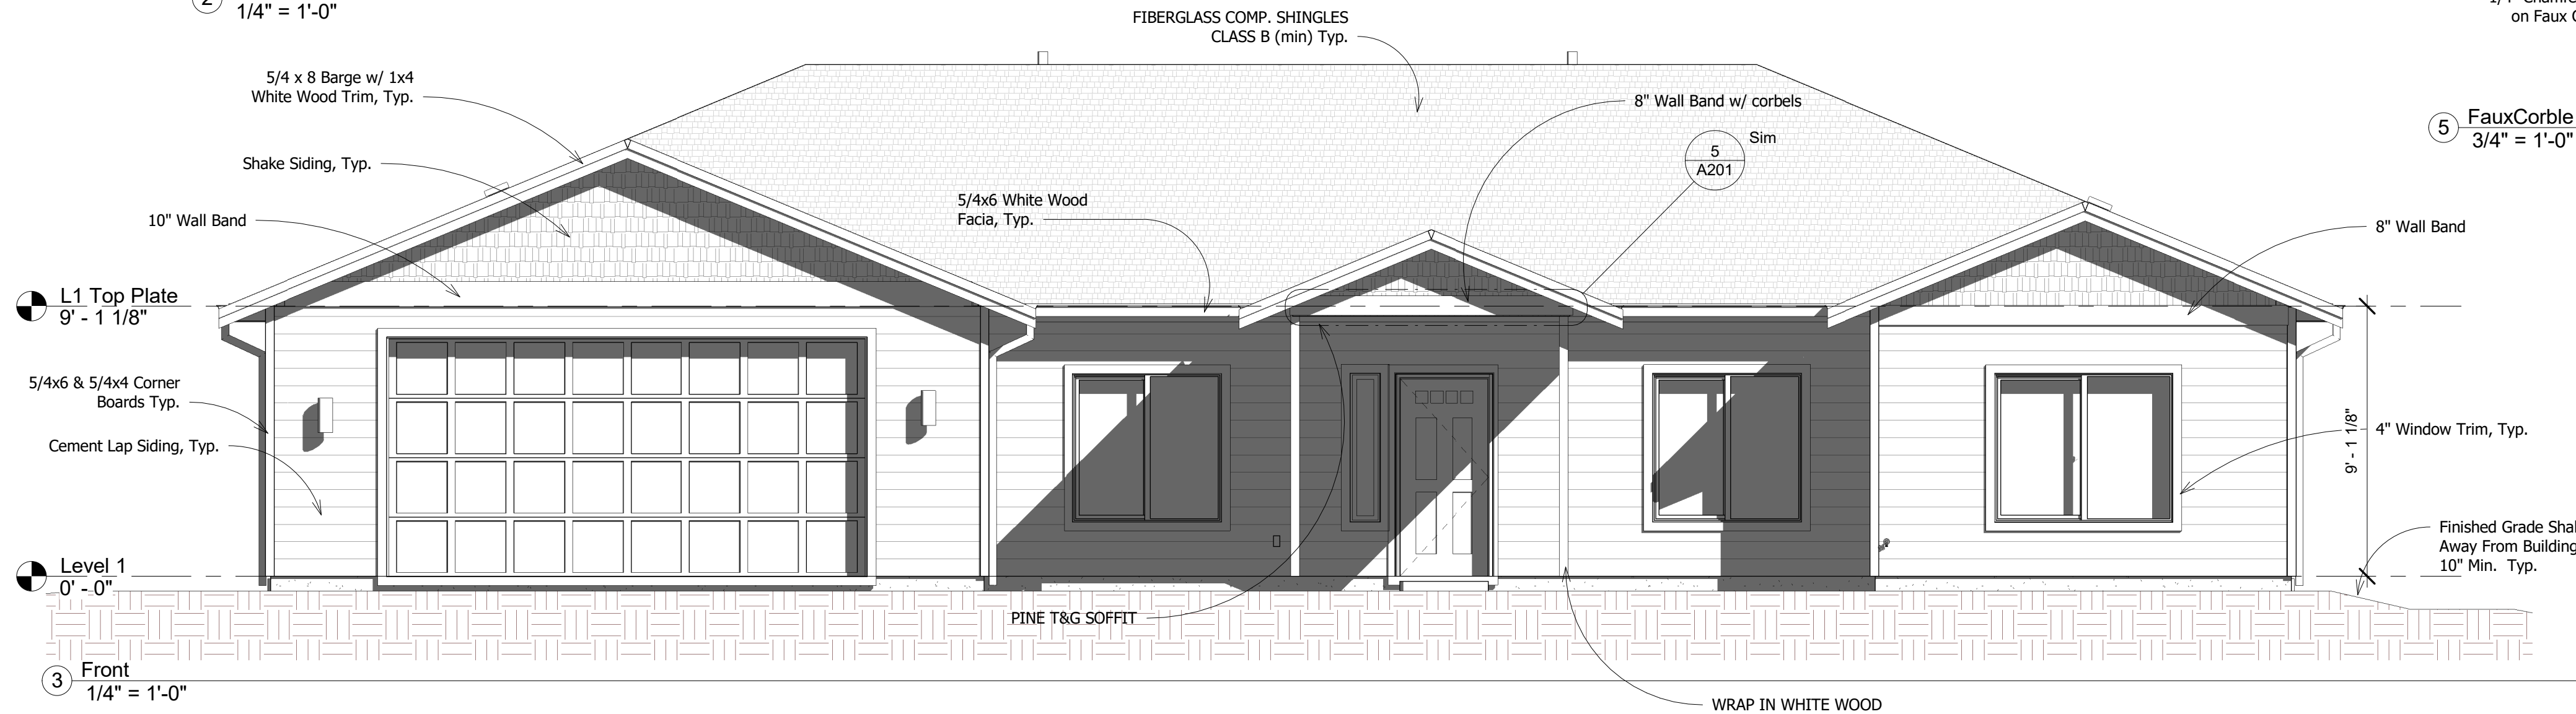 2
1/4" = 1'-0"
FIBERGLASS COMP. SHINGLES
CLASS B (min) Typ.
on Faux
5/4 x 8 Barge w/ 1x4
White Wood Trim, Typ.
8" Wall Band w/ corbels
Sim
5
A201
5
FauxCorble
3/4" = 1'-0"
Shake Siding, Typ.
5/4x6 White Wood
Facia, Typ.
10" Wall Band
8" Wall Band
L1 Top Plate
9' - 1 1/8"
5/4x6 & 5/4x4 Corner
Boards Typ.
Cement Lap Siding, Typ.
9' - 1 1/8"
4" Window Trim, Typ.
Finished Grade
Away From Building
10" Min. Typ.
Level 1
0' - 0"
PINE T&G SOFFIT
3
Front
1/4" = 1'-0"
WRAP IN WHITE WOOD